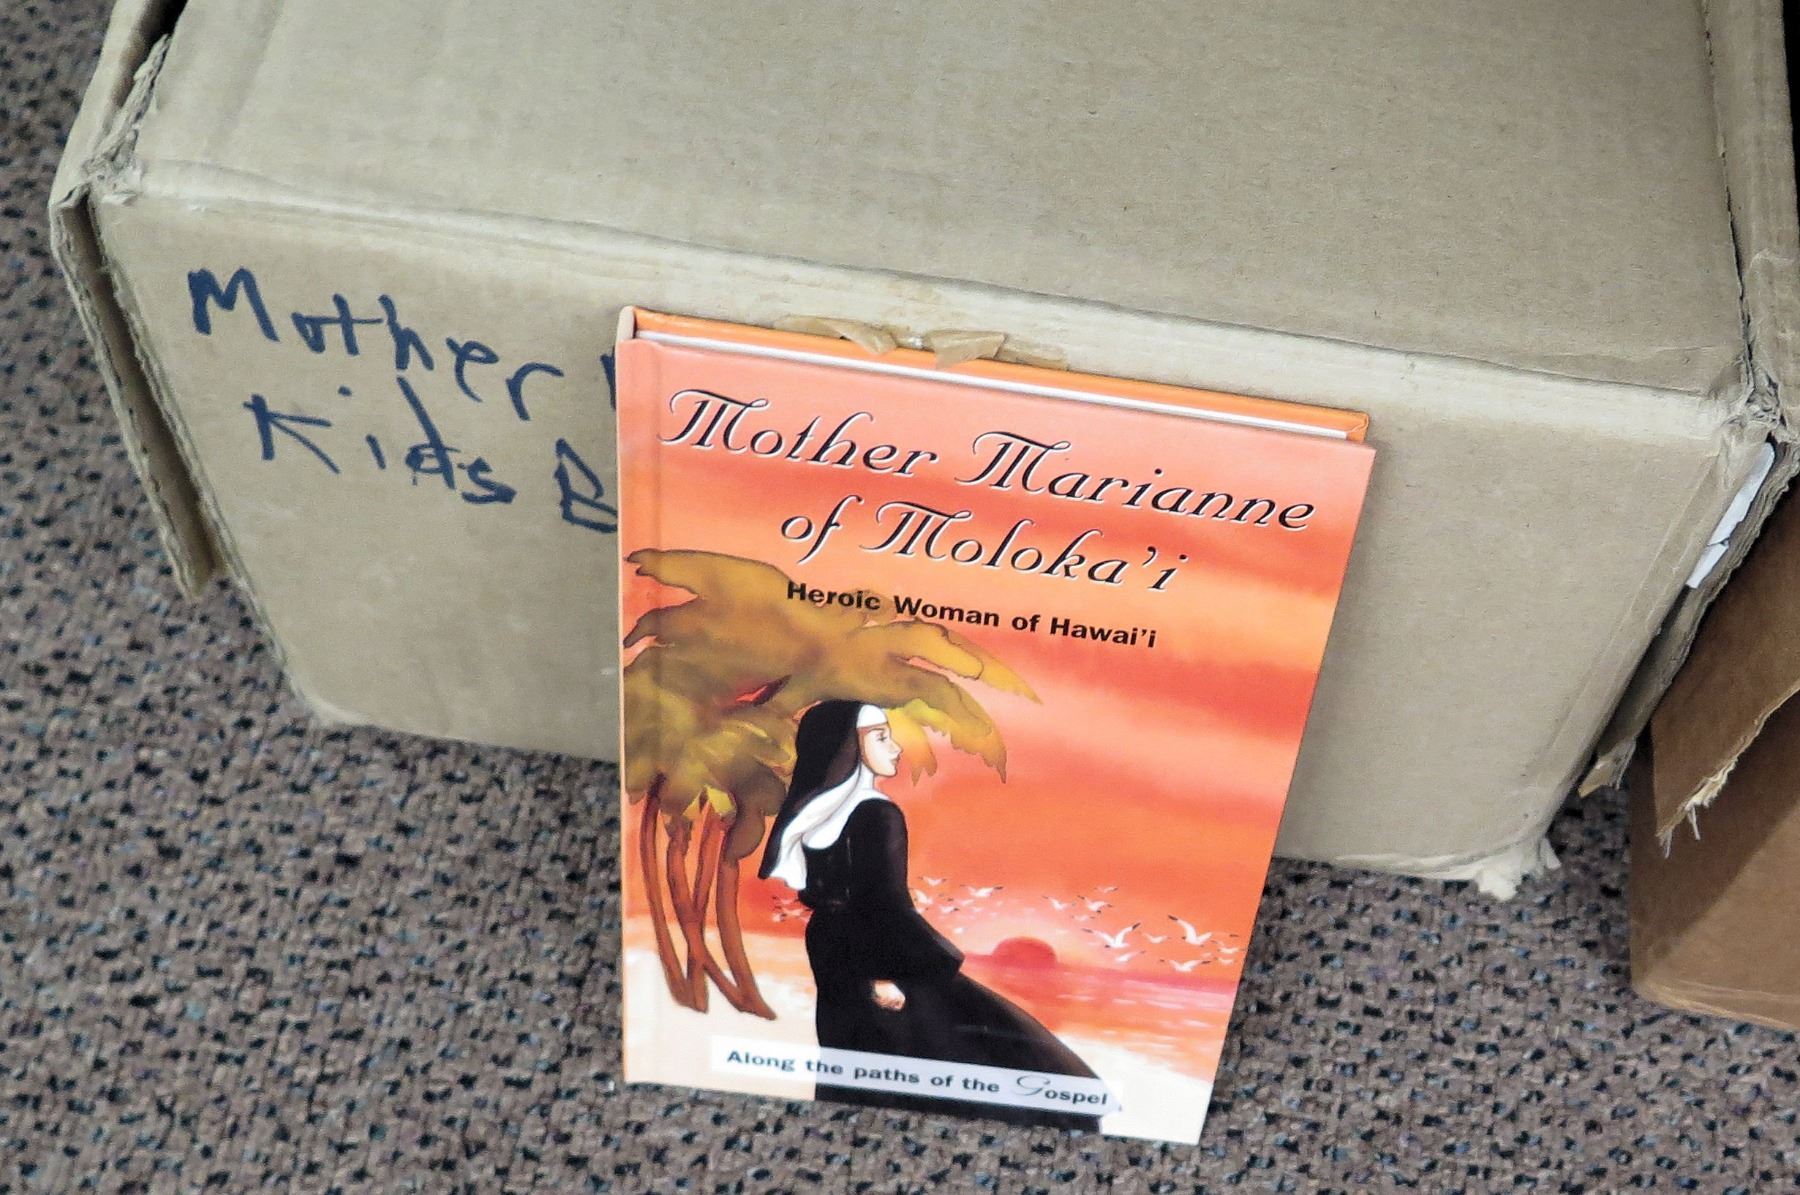 Mother
Kids
Mother Marianne
of Moloka'i
Heroic Woman of Hawai'i
Along the paths of the Gospel